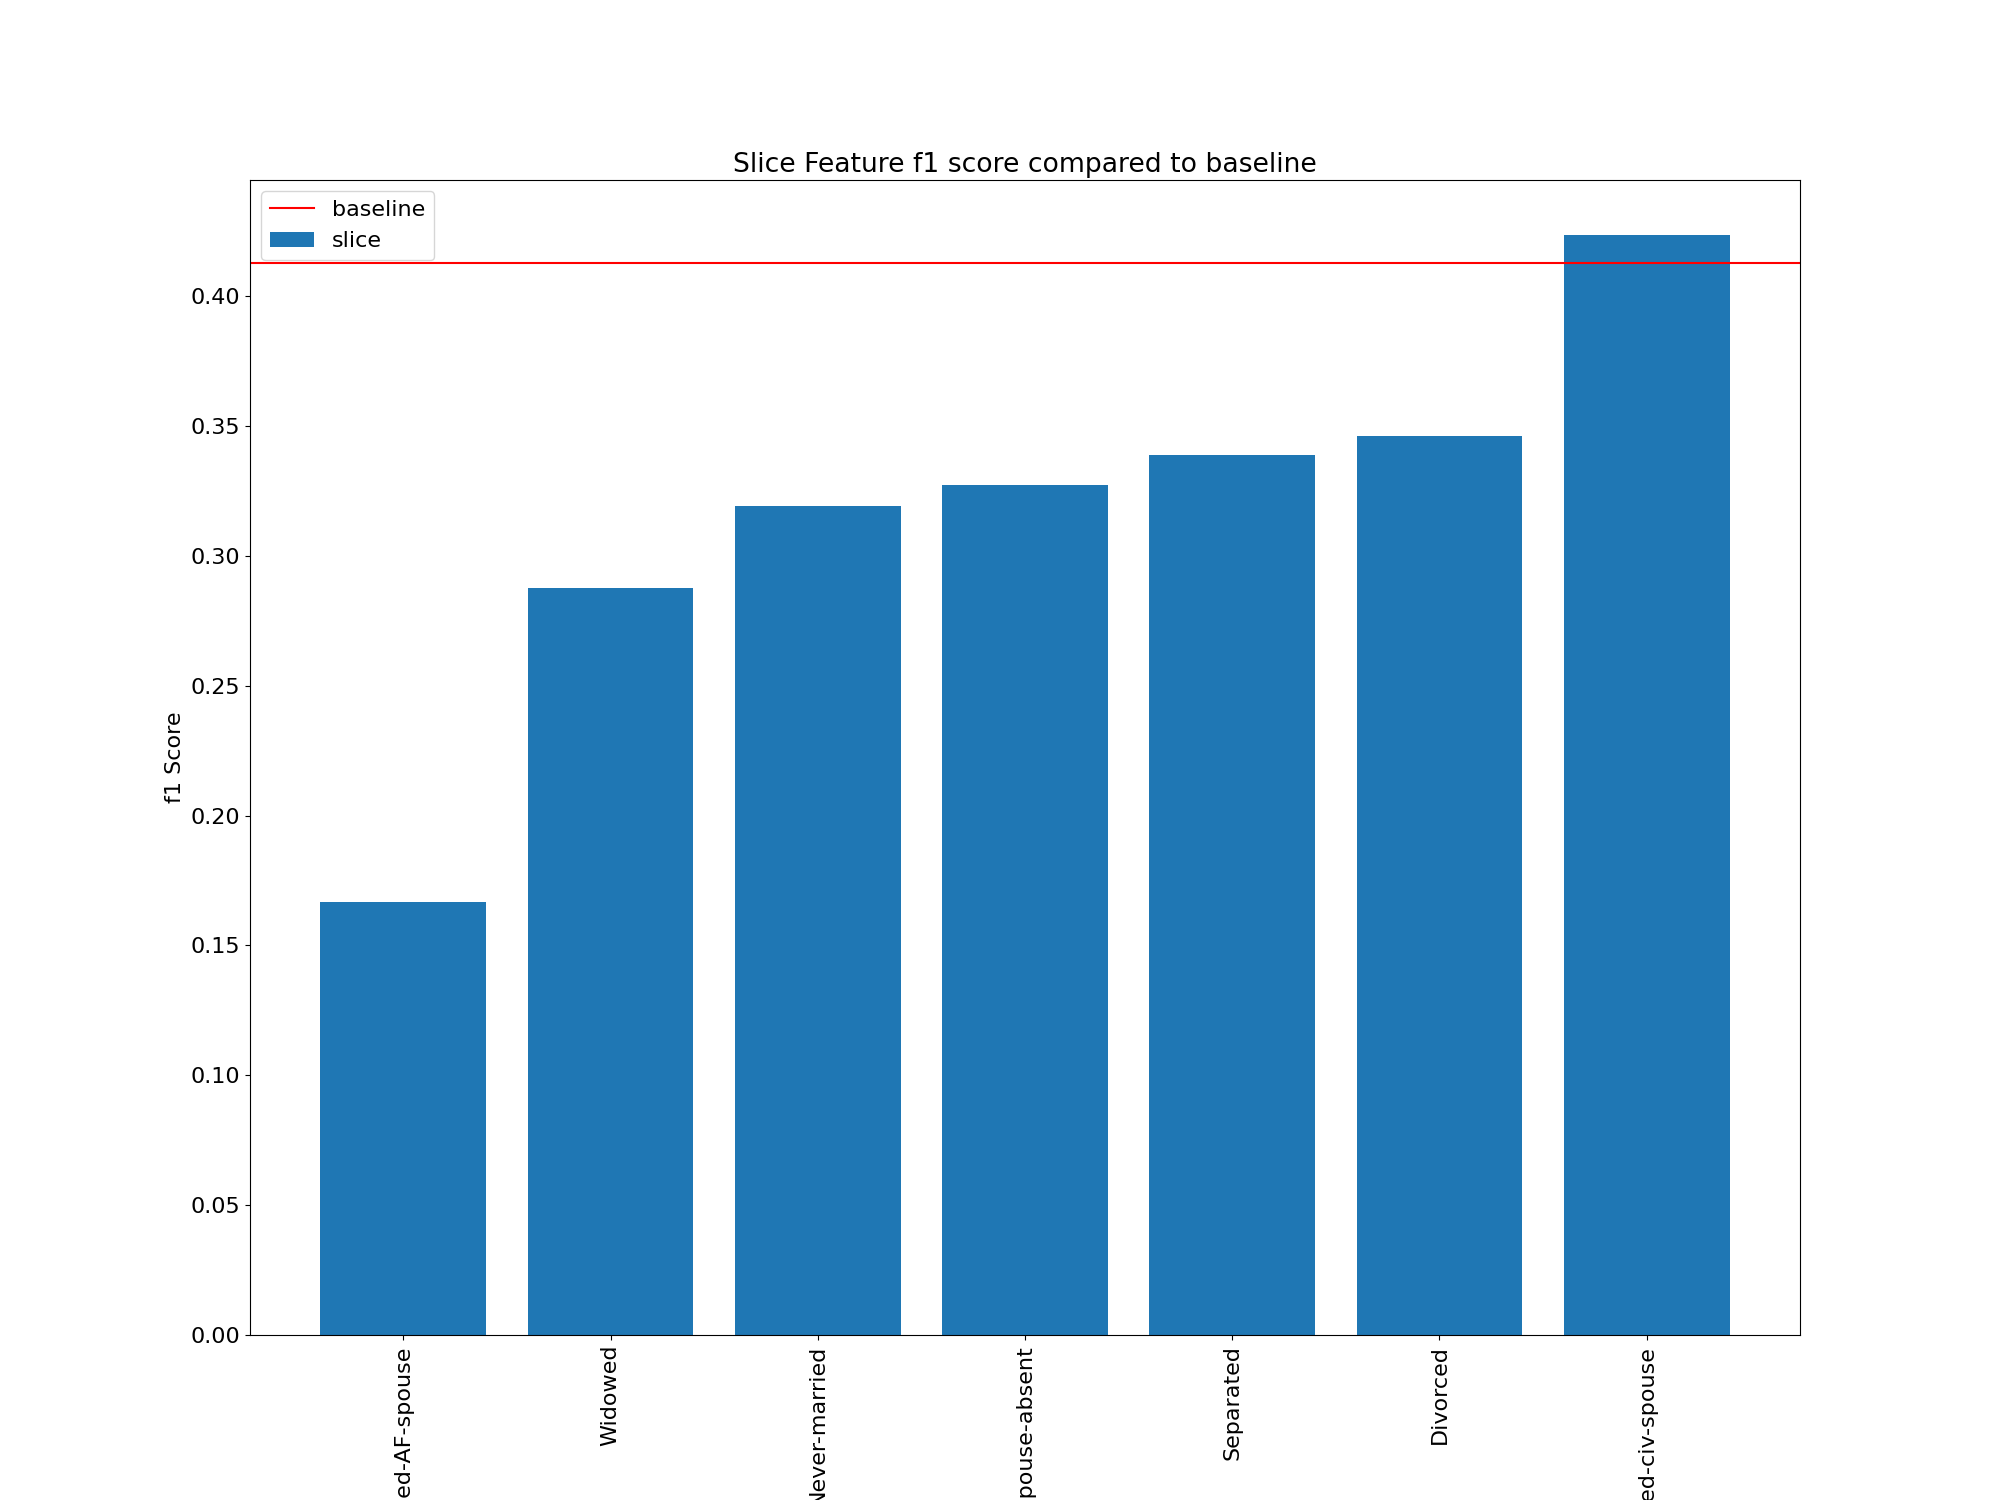 Slice Feature f1 score compared to baseline
baseline
slice
f1 Score
0.40
0.35
0.30
0.25
0.20
0.15
0.10
0.05
0.00
ed-AF-spouse
Widowed
Never-married
pouse-absent
Separated
Divorced
ed-civ-spouse